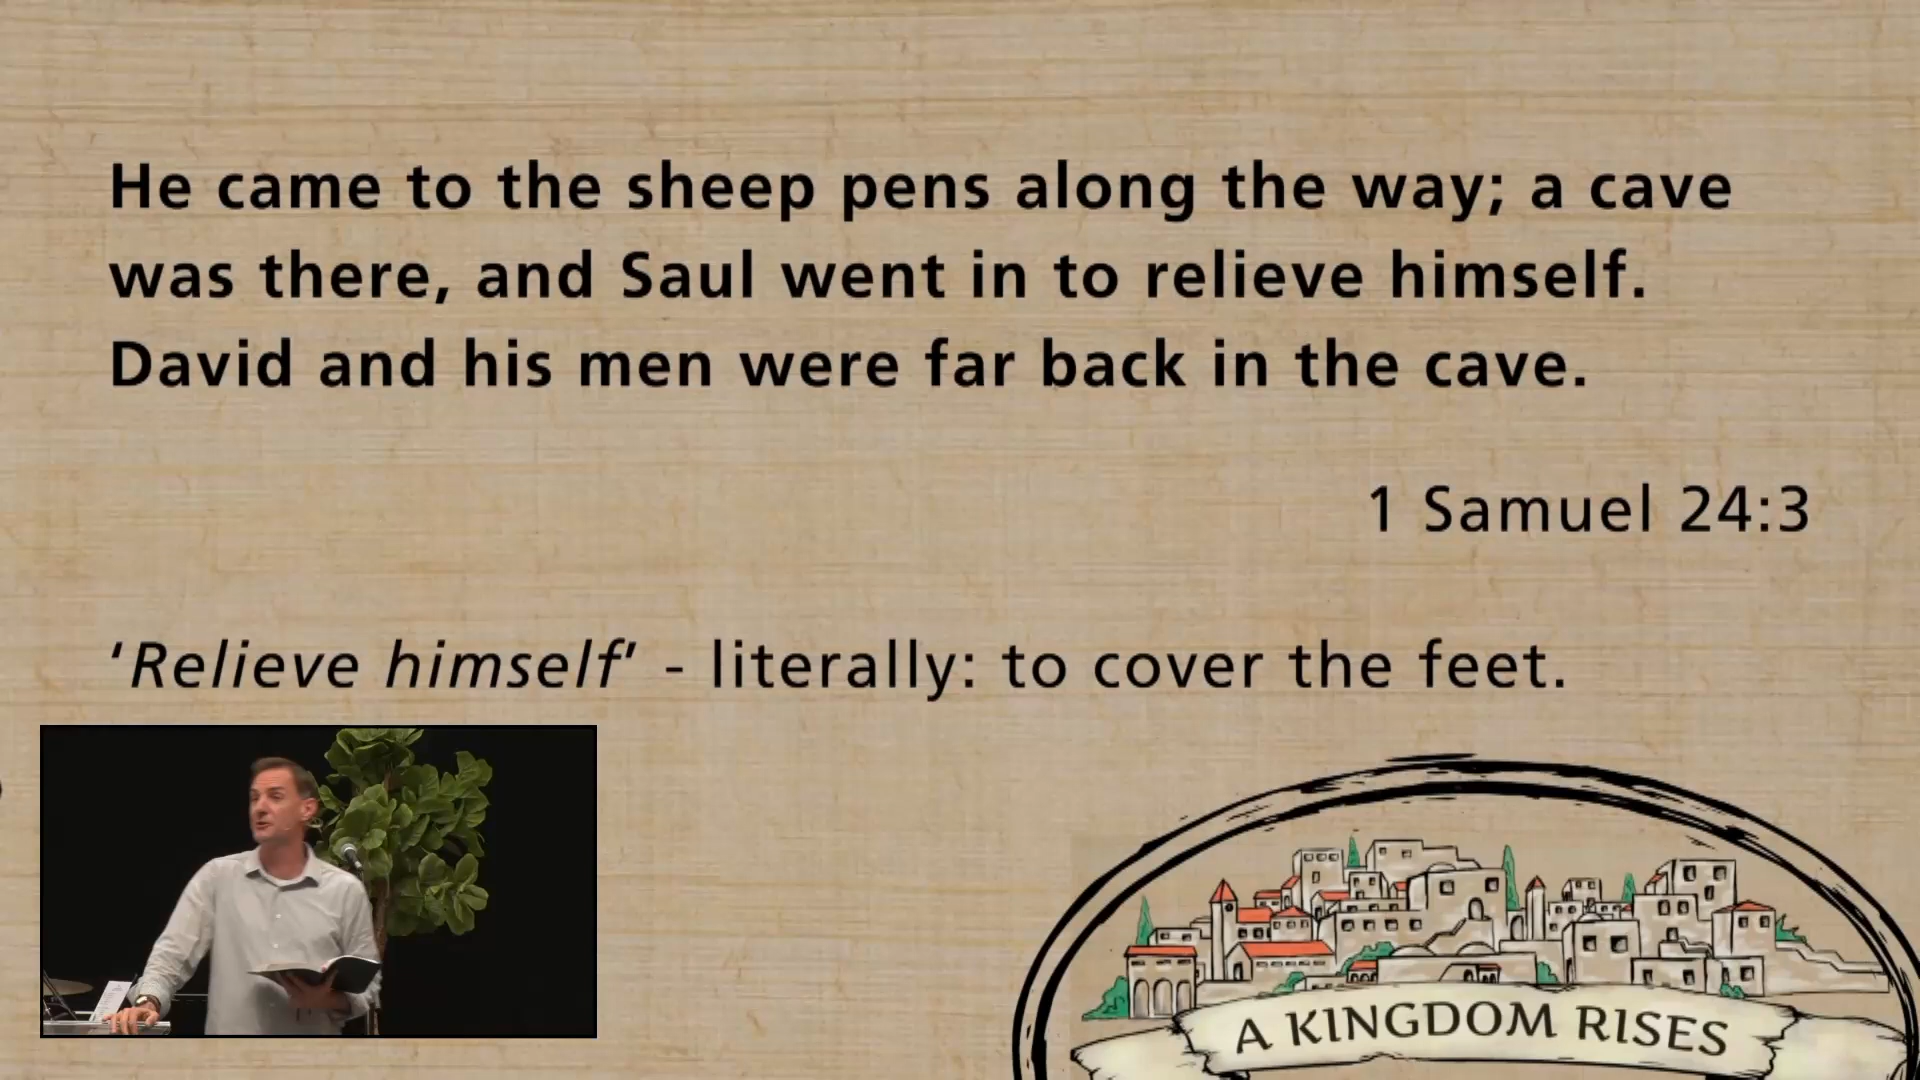 He came to the sheep pens along the way; a cave
was there, and Saul went in to relieve himself.
David and his men were far back in the cave.
1 Samuel 24:3
‘Relieve himself’ - literally: to cover the feet.
A KINGDOM RISES